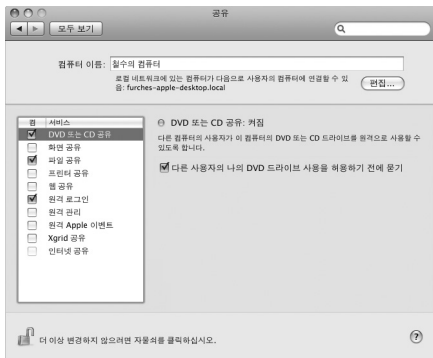 공유
모두 보기
컴퓨터 이름: 철수의 컴퓨터
로컬 네트워크에 있는 컴퓨터가 다음으로 사용자의 컴퓨터에 연결할 수 있
음: furches-apple-desktop.local
편집...
켬 서비스
DVD 또는 CD 공유
화면 공유
파일 공유
프린터 공유
웹 공유
원격 로그인
원격 관리
원격 Apple 이벤트
Xgrid 공유
인터넷 공유
DVD 또는 CD 공유: 켜짐
다른 컴퓨터의 사용자가 이 컴퓨터의 DVD 또는 CD 드라이브를 원격으로 사용할 수
있도록 합니다.
다른 사용자의 나의 DVD 드라이브 사용을 허용하기 전에 묻기
더 이상 변경하지 않으려면 자물쇠를 클릭하십시오.
?